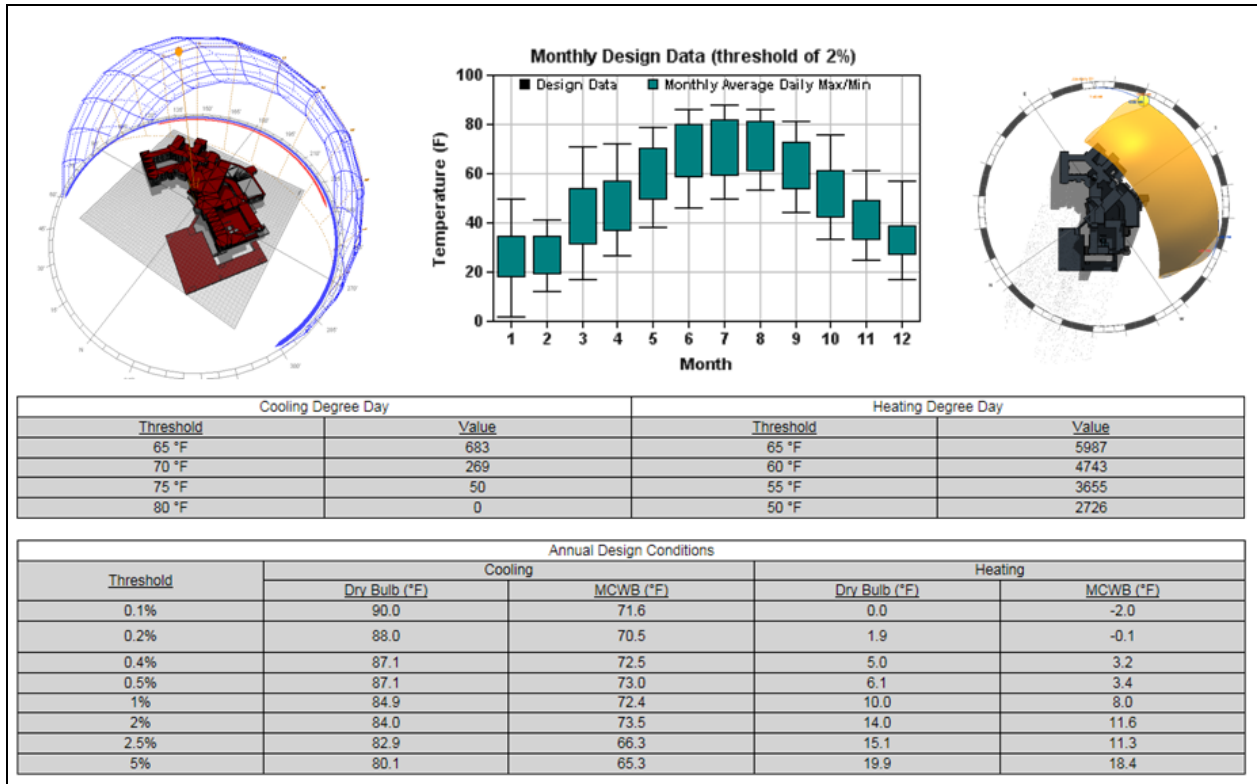 Monthly Design Data (threshold of 2%)
Design Data Monthly Average Daily Max/Min
Temperature (F)
100
80
60
40
20
0
1 2 3 4 5 6 7 8 9 10 11 12
Month
Cooling Degree Day Heating Degree Day
Threshold Value Threshold Value
65 °F 683 65 °F 5987
70 °F 269 60 °F 4743
75 °F 50 55 °F 3655
80 °F 0 50 °F 2726
Annual Design Conditions
Threshold Cooling Heating
Dry Bulb (°F) MCWB (°F) Dry Bulb (°F) MCWB (°F)
0.1% 90.0 71.6 0.0 -2.0
0.2% 88.0 70.5 1.9 -0.1
0.4% 87.1 72.5 5.0 3.2
0.5% 87.1 73.0 6.1 3.4
1% 84.9 72.4 10.0 8.0
2% 84.0 73.5 14.0 11.6
2.5% 82.9 66.3 15.1 11.3
5% 80.1 65.3 19.9 18.4